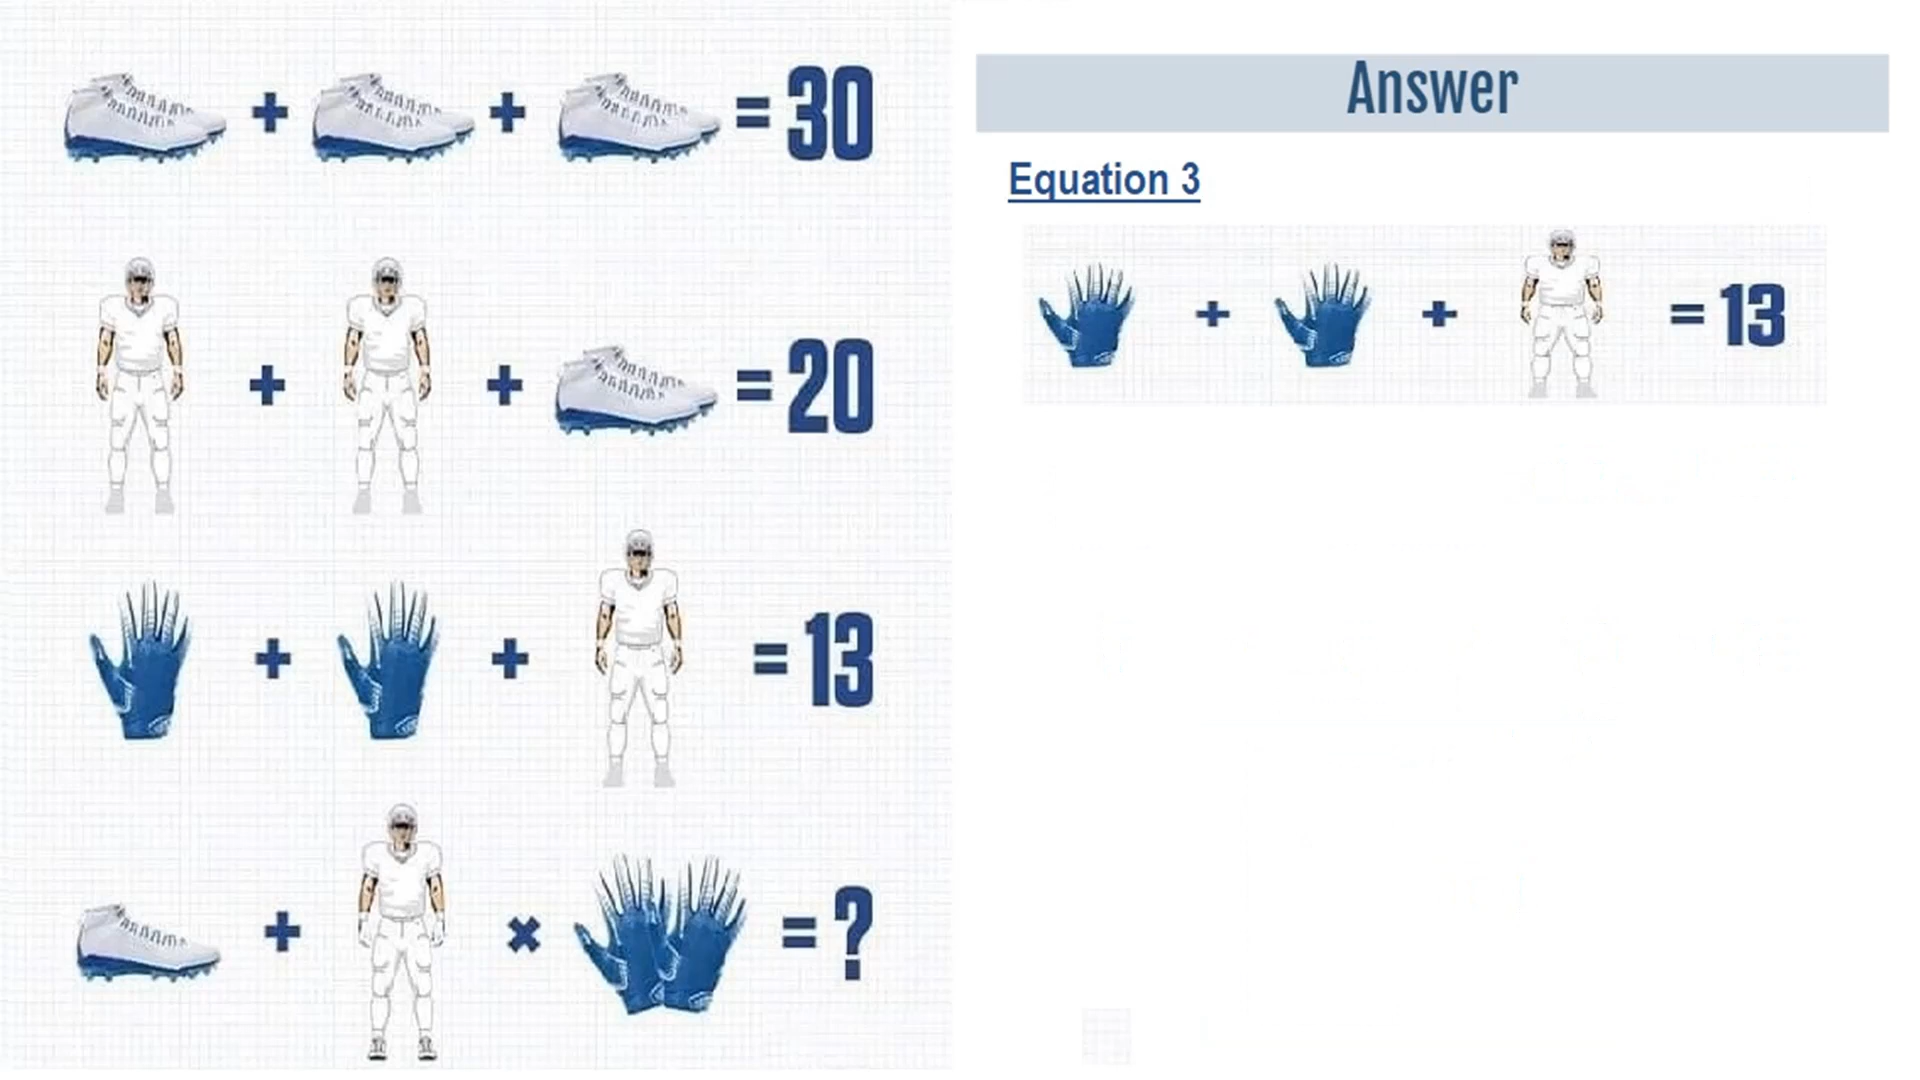 + + = 30
+ + = 20
+ + = 13
+ × = ?
Answer
Equation 3
+ + = 13